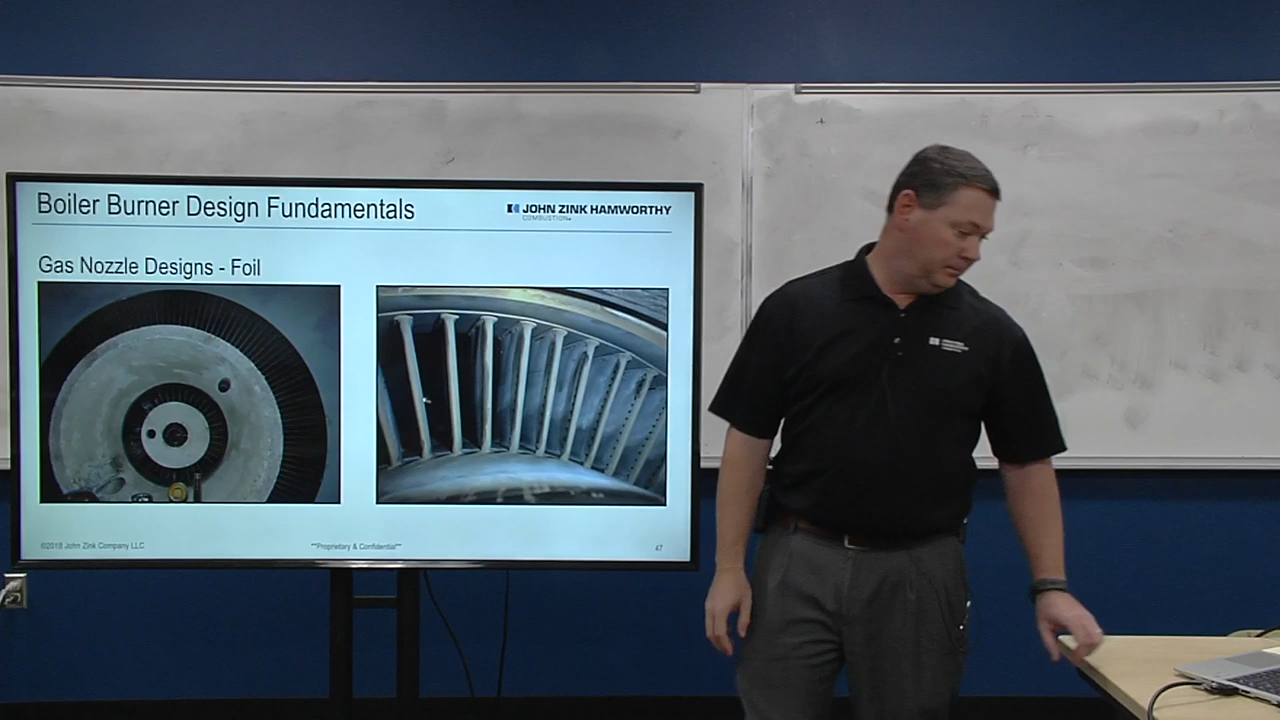 Boiler Burner Design Fundamentals
JOHN ZINK HAMWORTHY
COMBUSTION
Gas Nozzle Designs - Foil
©2018 John Zink Company LLC
**Proprietary & Confidential**
47